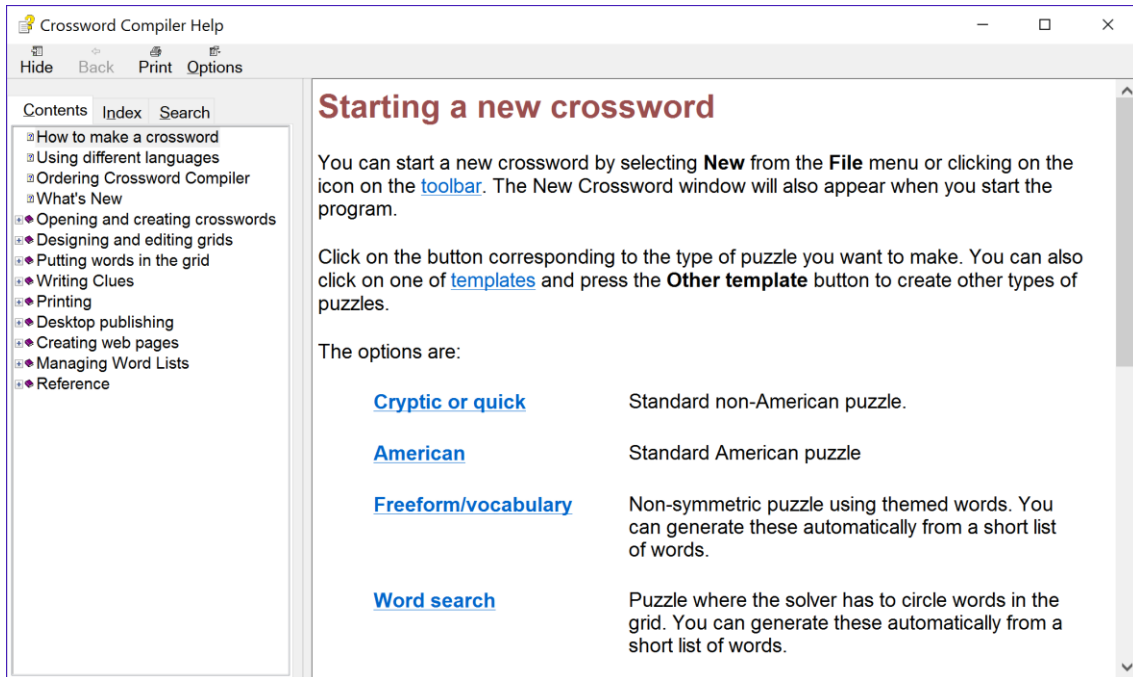 Crossword Compiler Help
Hide Back Print Options
Contents Index Search
How to make a crossword
Using different languages
Ordering Crossword Compiler
What's New
Opening and creating crosswords
Designing and editing grids
Putting words in the grid
Writing Clues
Printing
Desktop publishing
Creating web pages
Managing Word Lists
Reference
Starting a new crossword
You can start a new crossword by selecting New from the File menu or clicking on the
icon on the toolbar. The New Crossword window will also appear when you start the
program.
Click on the button corresponding to the type of puzzle you want to make. You can also
click on one of templates and press the Other template button to create other types of
puzzles.
The options are:
Cryptic or quick Standard non-American puzzle.
American Standard American puzzle
Freeform/vocabulary Non-symmetric puzzle using themed words. You
can generate these automatically from a short list
of words.
Word search Puzzle where the solver has to circle words in the
grid. You can generate these automatically from a
short list of words.